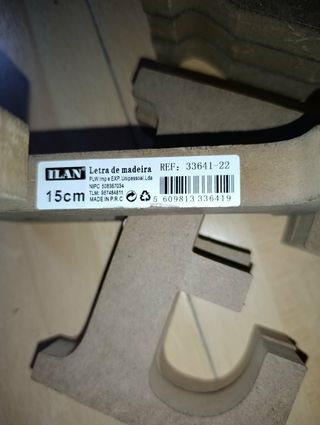 ILAN
Letra de madeira
REF: 33641-22
PLW Imp e EXP, Unipessoal Lda
NIPC 508367034
15cm
TLM: 967484811
MADE IN P.R.C
5 609813 336419